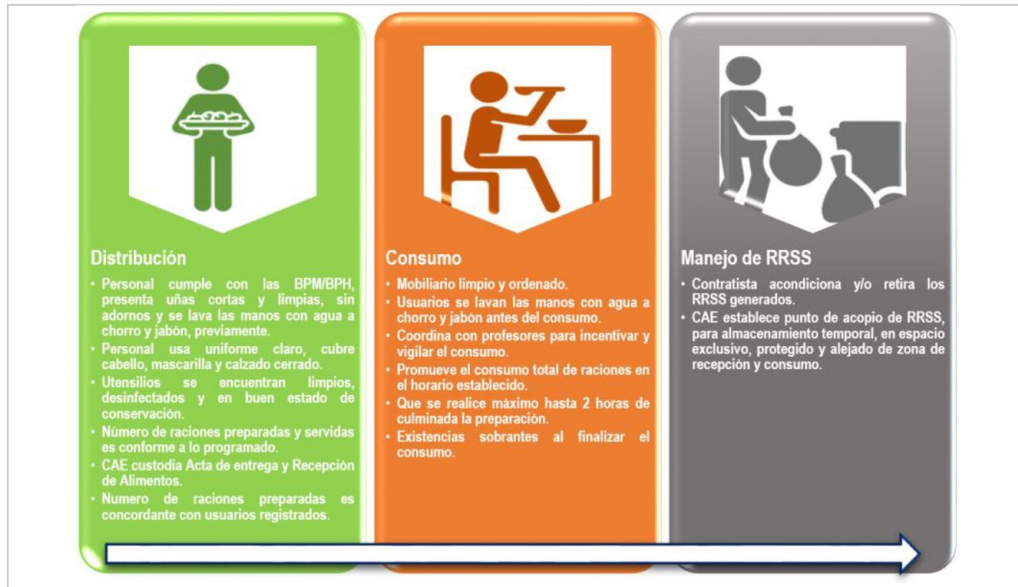 Distribución
• Personal cumple con las BPM/BPH,
presenta uñas cortas y limpias, sin
adornos y se lava las manos con agua a
chorro y jabón, previamente.
• Personal usa uniforme claro, cubre
cabello, mascarilla y calzado cerrado.
• Utensilios se encuentran limpios,
desinfectados y en buen estado de
conservación.
• Número de raciones preparadas y servidas
es conforme a lo programado.
• CAE custodia Acta de entrega y Recepción
de Alimentos.
• Numero de raciones preparadas es
concordante con usuarios registrados.
Consumo
• Mobiliario limpio y ordenado.
• Usuarios se lavan las manos con agua a
chorro y jabón antes del consumo.
• Coordina con profesores para incentivar y
vigilar el consumo.
• Promueve el consumo total de raciones en
el horario establecido.
• Que se realice máximo hasta 2 horas de
culminada la preparación.
• Existencias sobrantes al finalizar el
consumo.
Manejo de RRSS
• Contratista acondiciona y/o retira los
RRSS generados.
• CAE establece punto de acopio de RRSS,
para almacenamiento temporal, en espacio
exclusivo, protegido y alejado de zona de
recepción y consumo.